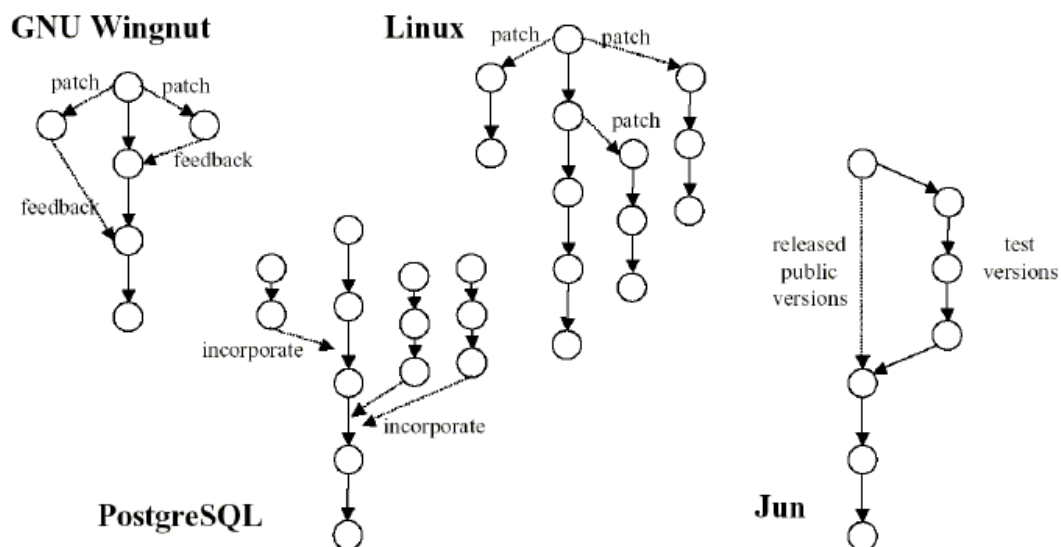 GNU Wingnut
patch
patch
feedback
feedback
Linux
patch
patch
patch
incorporate
incorporate
PostgreSQL
released
public
versions
test
versions
Jun